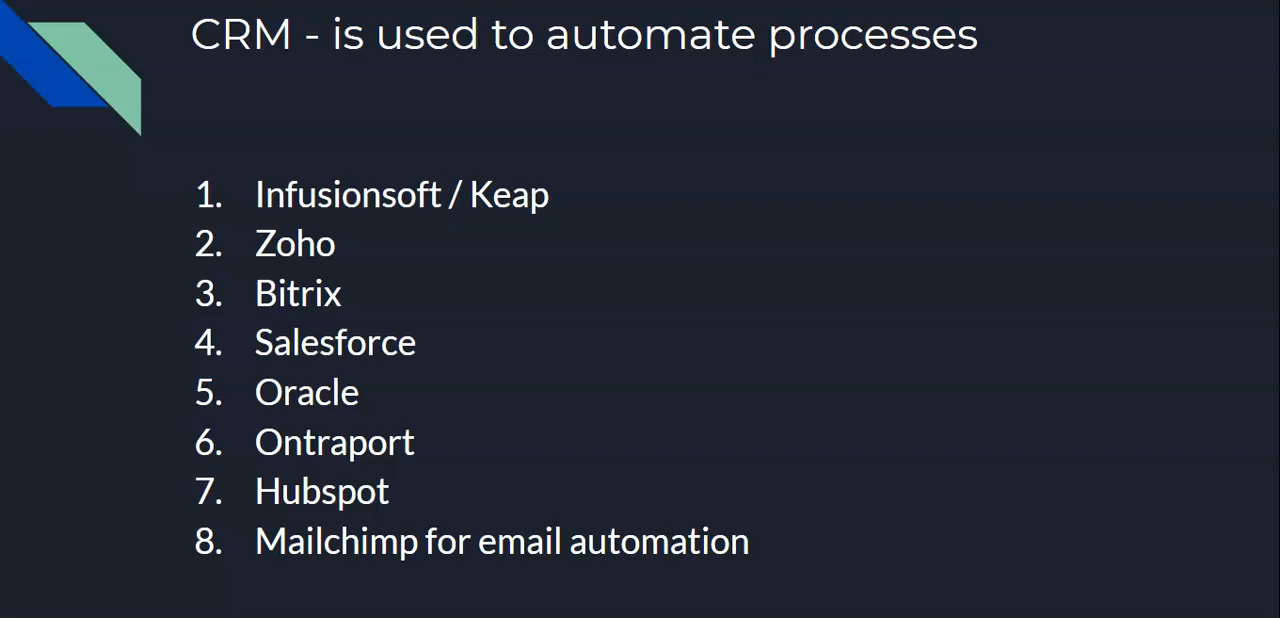 CRM - is used to automate processes
1. Infusionsoft / Keap
2. Zoho
3. Bitrix
4. Salesforce
5. Oracle
6. Ontraport
7. Hubspot
8. Mailchimp for email automation